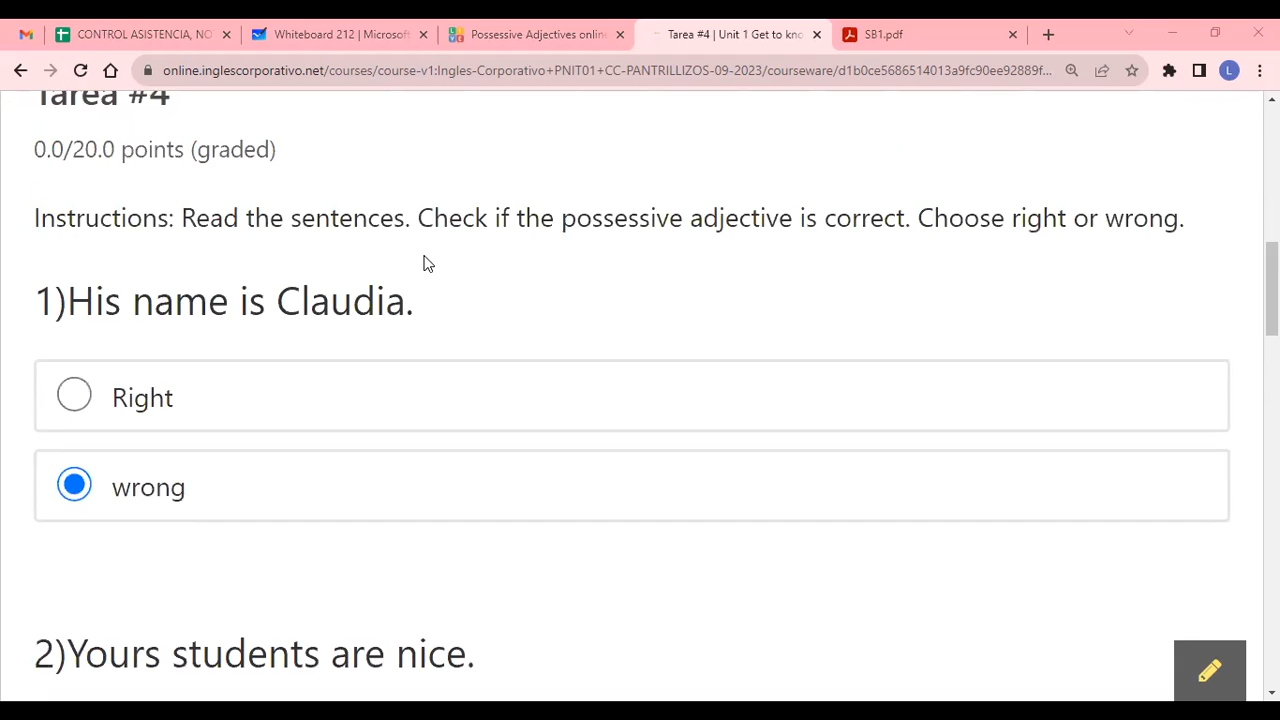 CONTROL ASISTENCIA, NO
Whiteboard 212 | Microsoft
Possessive Adjectives online
Tarea #4 | Unit 1 Get to kno
SB1.pdf
online.inglescorporativo.net/courses/course-v1:Ingles-Corporativo+PNIT01+CC-PANTRILLIZOS-09-2023/courseware/d1b0ce5686514013a9fc90ee92889f...
L
Tarea #4
0.0/20.0 points (graded)
Instructions: Read the sentences. Check if the possessive adjective is correct. Choose right or wrong.
1)His name is Claudia.
Right
wrong
2)Yours students are nice.